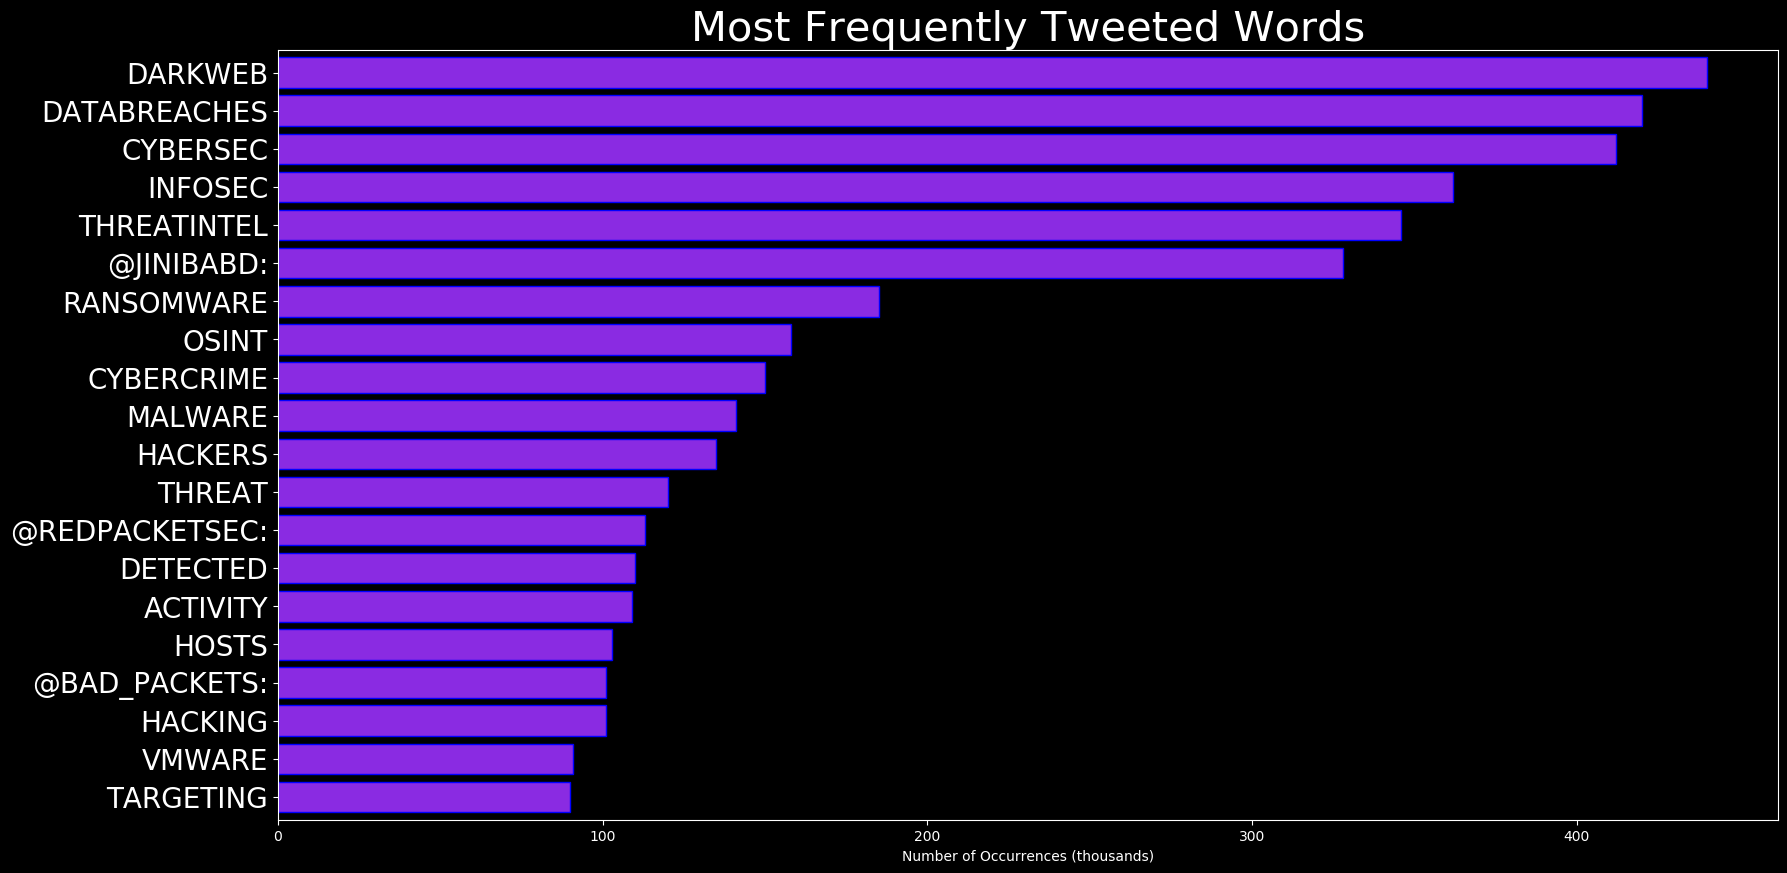 Most Frequently Tweeted Words
DARKWEB
DATABREACHES
CYBERSEC
INFOSEC
THREATINTEL
@JINIBABD:
RANSOMWARE
OSINT
CYBERCRIME
MALWARE
HACKERS
THREAT
@REDPACKETSEC:
DETECTED
ACTIVITY
HOSTS
@BAD_PACKETS:
HACKING
VMWARE
TARGETING
0 100 200 300 400
Number of Occurrences (thousands)